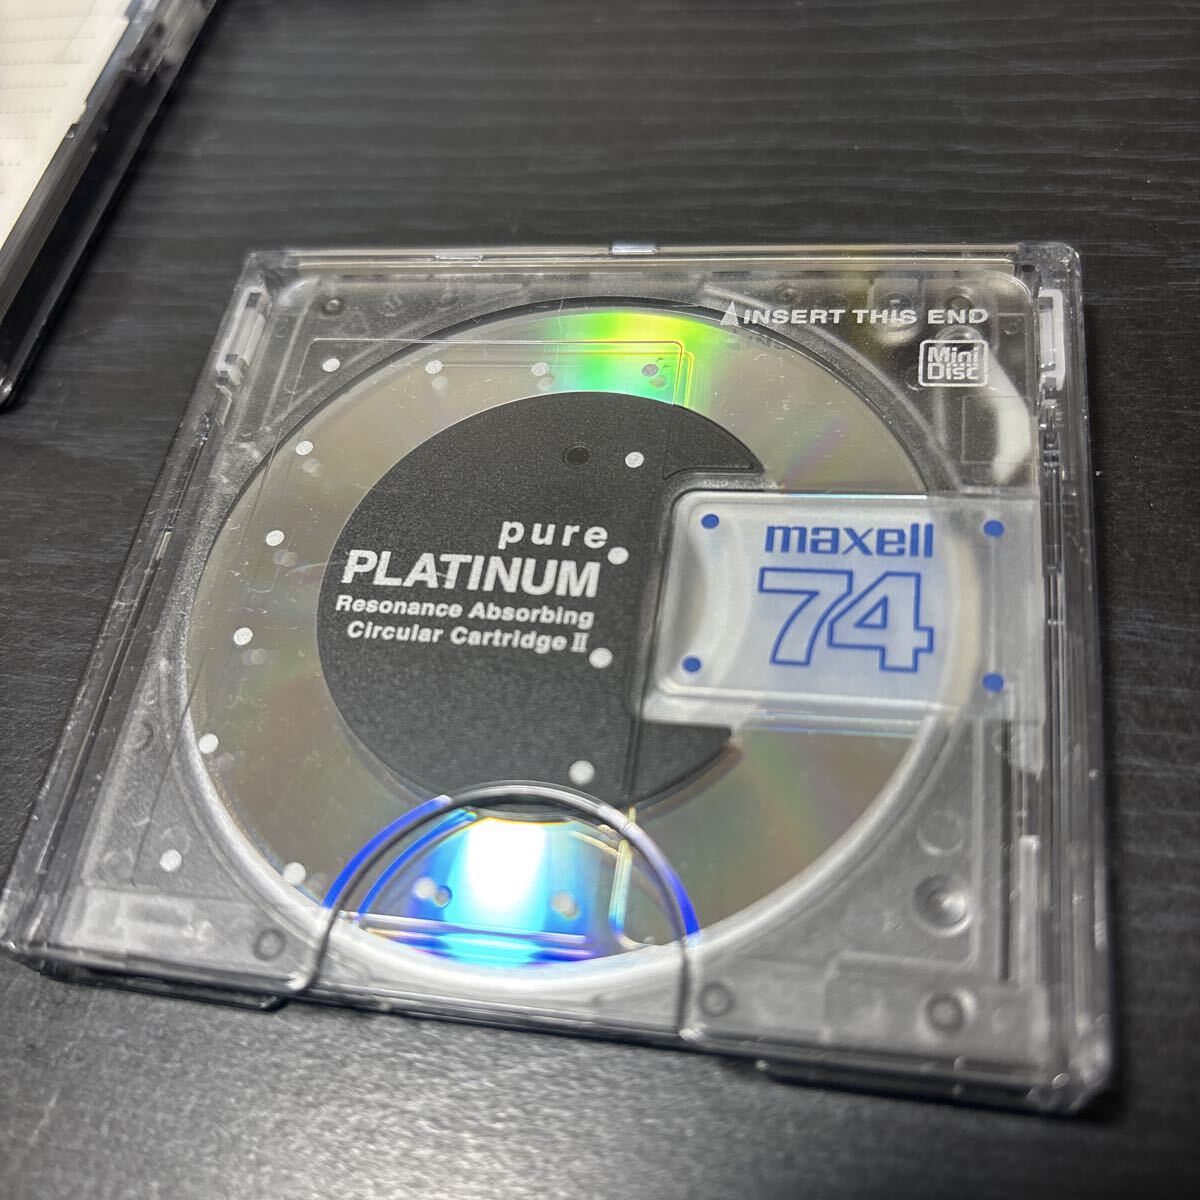 INSERT THIS END
Mini
Disc
pure
PLATINUM
Resonance Absorbing
Circular Cartridge II
maxell
74